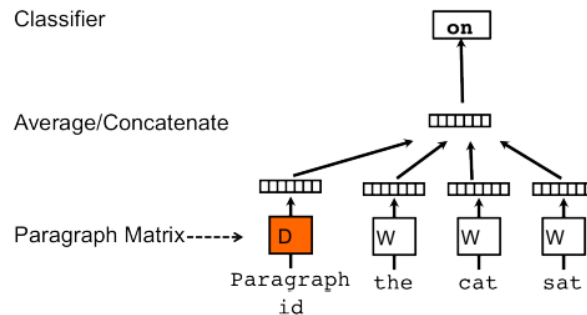 Classifier
on
Average/Concatenate
Paragraph Matrix
D
W
W
W
Paragraph
id
the
cat
sat